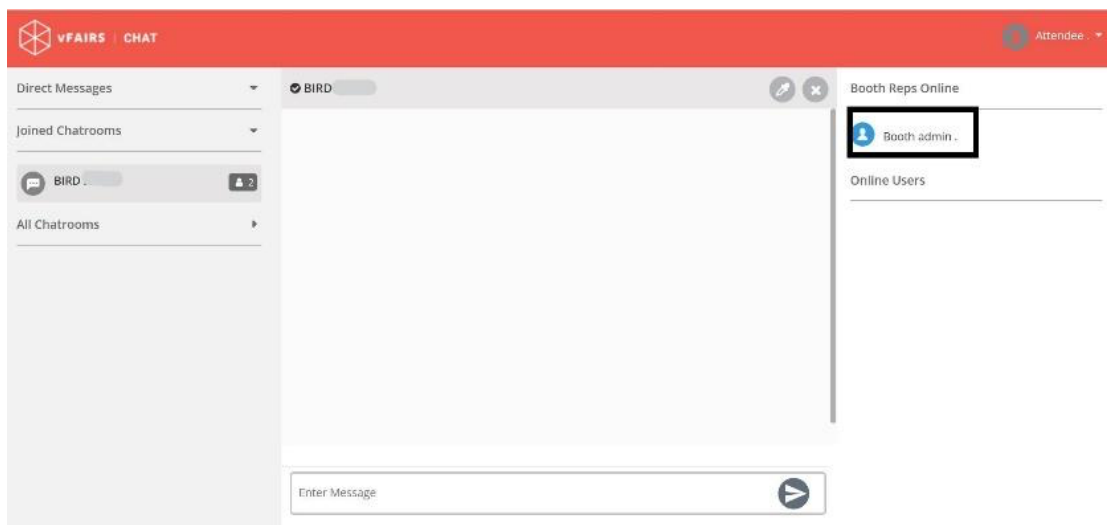 vFAIRS | CHAT
Attendee .
Direct Messages
Joined Chatrooms
BIRD .
2
All Chatrooms
BIRD
Enter Message
Booth Reps Online
Booth admin .
Online Users